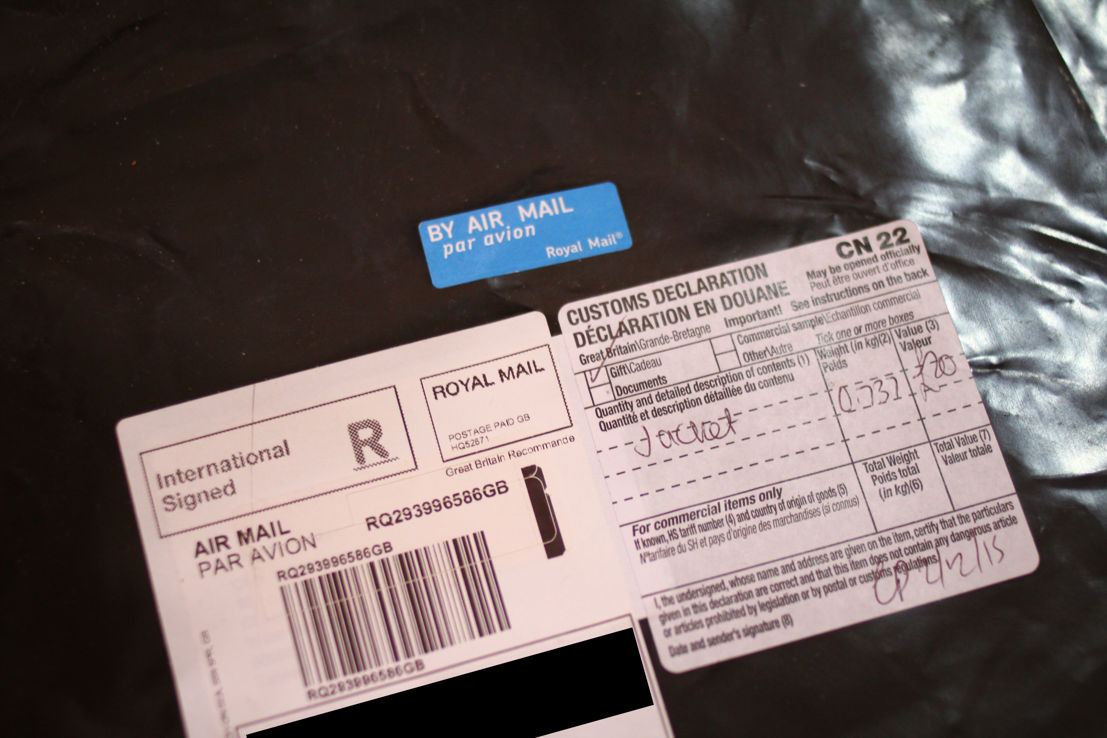 BY AIR MAIL
par avion
Royal Mail®
International
Signed
R
ROYAL MAIL
POSTAGE PAID GB
HQ52671
Great Britain Recommandé
AIR MAIL
PAR AVION
RQ293996586GB
RQ293996586GB
RQ293996586GB
CUSTOMS DECLARATION
DÉCLARATION EN DOUANE
CN 22
May be opened officially
Peut être ouvert d'office
Great Britain\Grande-Bretagne
Important!
See instructions on the back
Gift\Cadeau
Commercial sample\Echantillon commercial
Documents
Other\Autre
Tick one or more boxes
Quantity and detailed description of contents (1)
Quantité et description détaillée du contenu
Weight (in kg)(2)
Poids
Value (3)
Valeur
Jacket
0.532
£20
For commercial items only
If known, HS tariff number (4) and country of origin of goods (5)
N°tarifaire du SH et pays d'origine des marchandises (si connus)
Total Weight
Poids total
(in kg)(6)
Total Value (7)
Valeur totale
I, the undersigned, whose name and address are given on the item, certify that the particulars
given in this declaration are correct and that this item does not contain any dangerous article
or articles prohibited by legislation or by postal or customs regulations
Date and sender's signature (8)